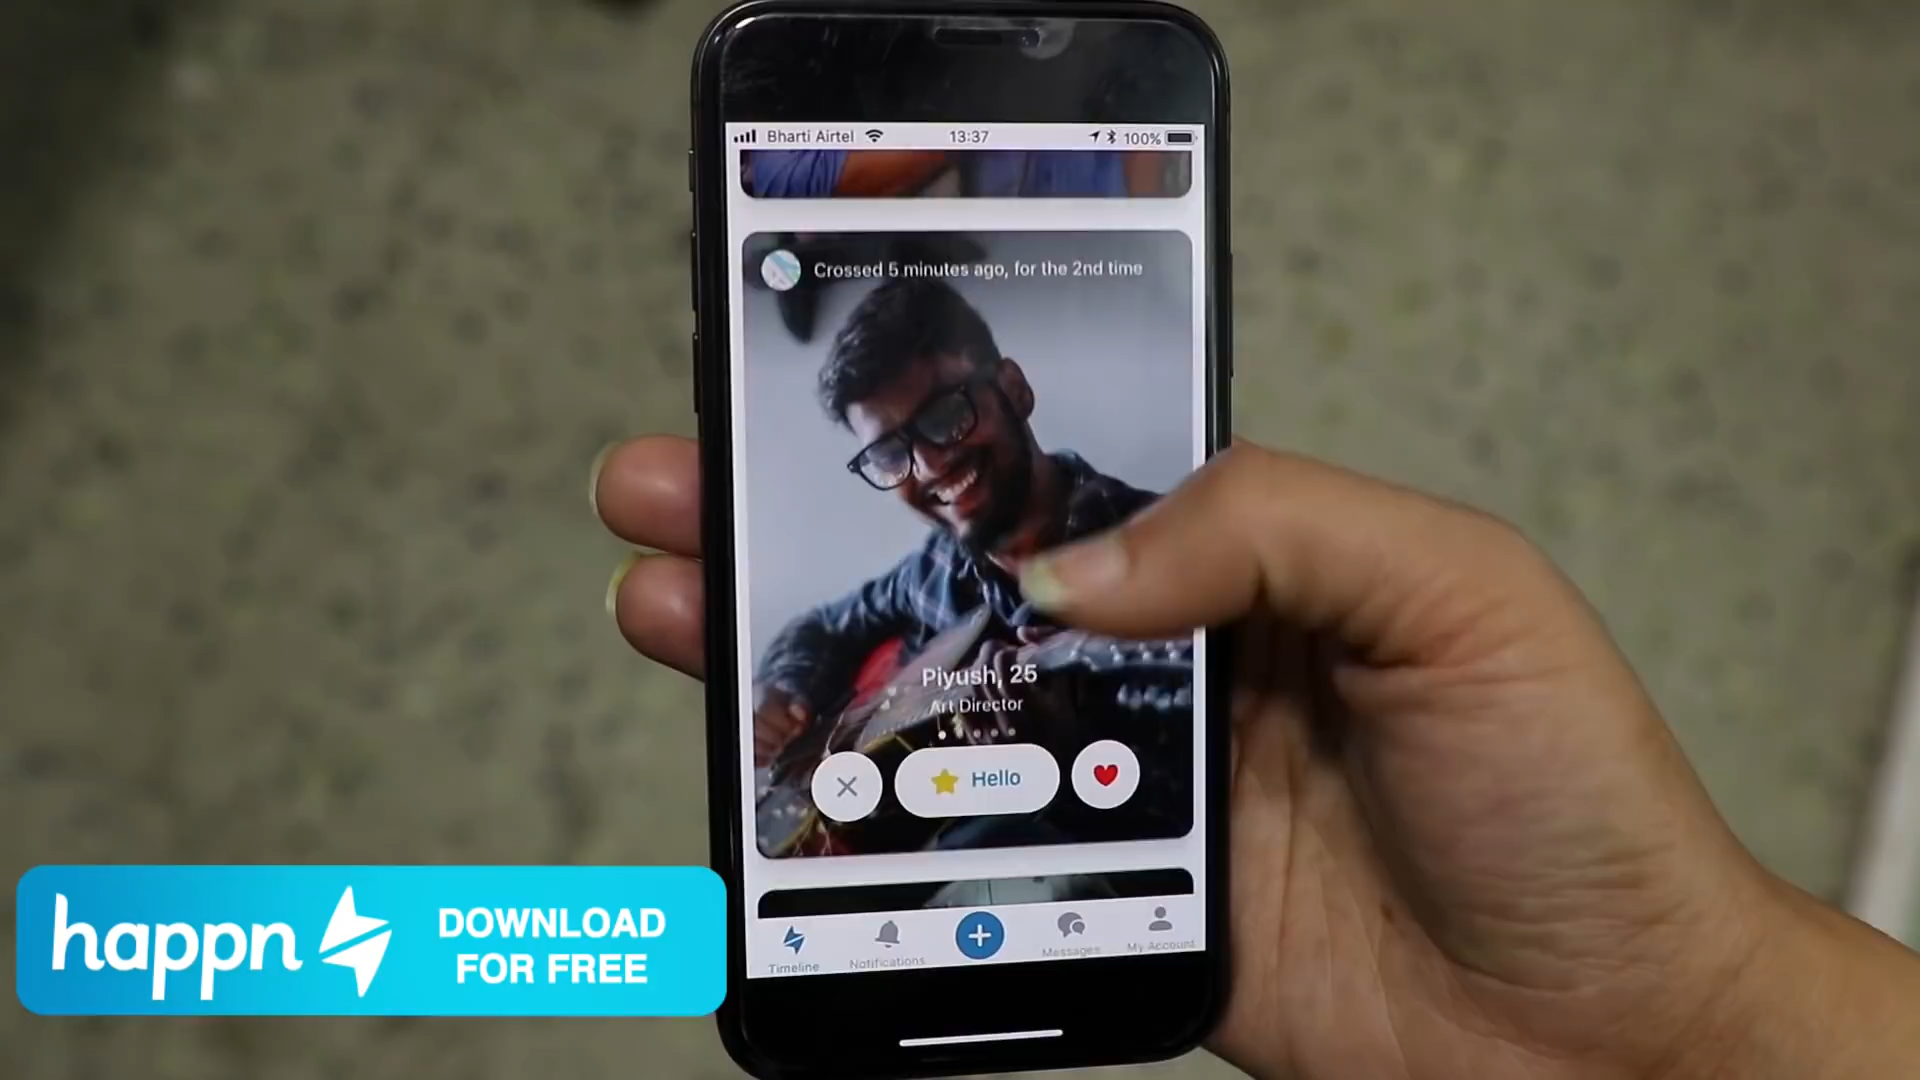 Bharti Airtel 13:37 100%
Crossed 5 minutes ago, for the 2nd time
Piyush, 25
Art Director
Hello
Timeline Notifications Messages My Account
happn DOWNLOAD
FOR FREE